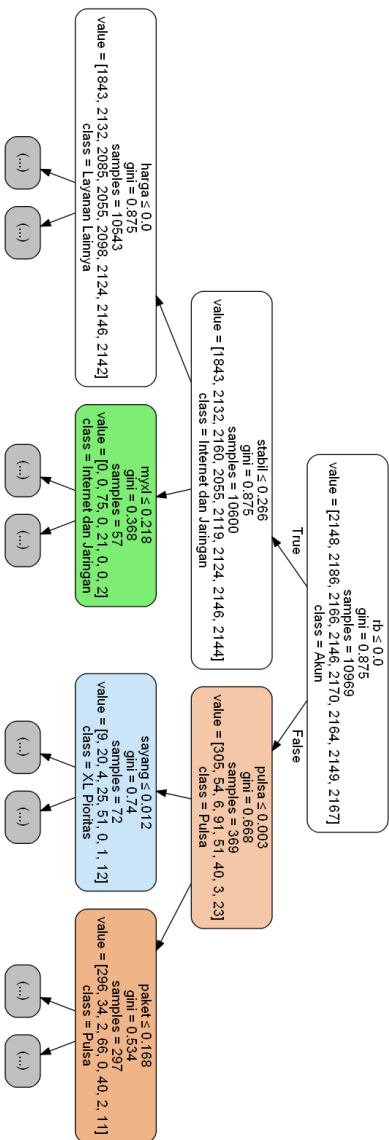 rb ≤ 0.0
gini = 0.875
samples = 10969
value = [2148, 2186, 2166, 2146, 2170, 2164, 2149, 2167]
class = Akun
True
False
stabil ≤ 0.266
gini = 0.875
samples = 10600
value = [1843, 2132, 2160, 2055, 2119, 2124, 2146, 2144]
class = Internet dan Jaringan
pulsa ≤ 0.003
gini = 0.668
samples = 369
value = [305, 54, 6, 91, 51, 40, 3, 23]
class = Pulsa
harga ≤ 0.0
gini = 0.875
samples = 10543
value = [1843, 2132, 2085, 2055, 2098, 2124, 2146, 2142]
class = Layanan Lainnya
myxl ≤ 0.218
gini = 0.368
samples = 57
value = [0, 0, 75, 0, 21, 0, 0, 2]
class = Internet dan Jaringan
sayang ≤ 0.012
gini = 0.74
samples = 72
value = [9, 20, 4, 25, 51, 0, 1, 12]
class = XL Pioritas
paket ≤ 0.168
gini = 0.534
samples = 297
value = [296, 34, 2, 66, 0, 40, 2, 11]
class = Pulsa
(...)
(...)
(...)
(...)
(...)
(...)
(...)
(...)